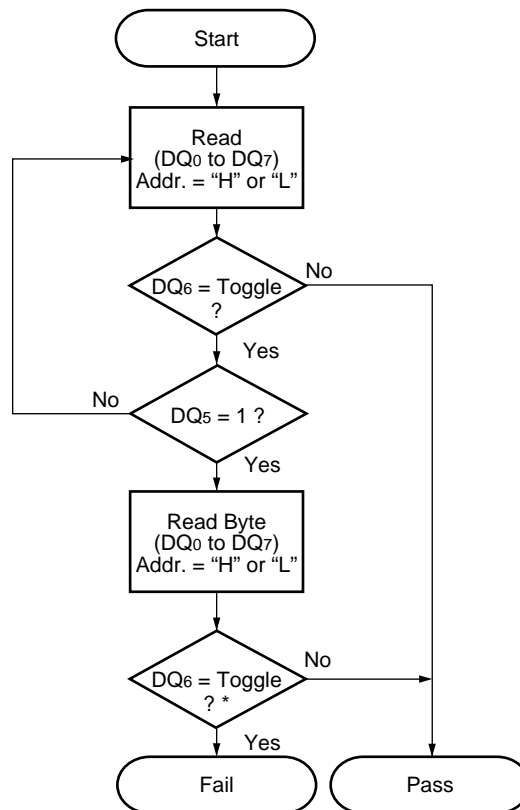 Start
Read
(DQ0 to DQ7)
Addr. = “H” or “L”
DQ6 = Toggle
?
No
Yes
No
DQ5 = 1 ?
Yes
Read Byte
(DQ0 to DQ7)
Addr. = “H” or “L”
DQ6 = Toggle
? *
No
Yes
Fail
Pass